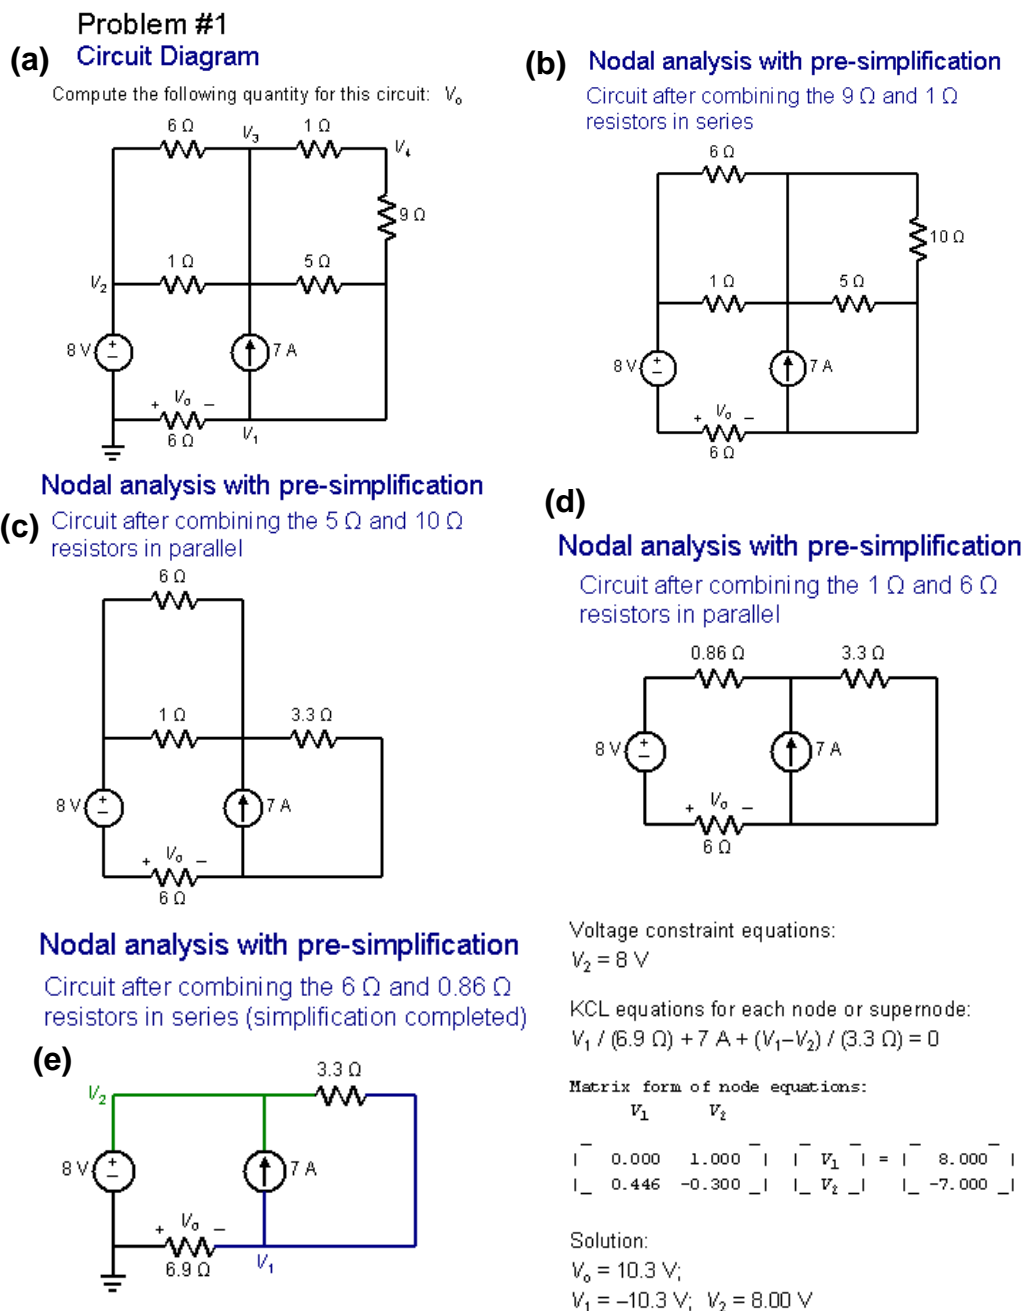 Problem #1
(a) Circuit Diagram
Compute the following quantity for this circuit: Vo
6 Ω
V3
1 Ω
V4
9 Ω
V2
1 Ω
5 Ω
8 V
+
−
7 A
+ Vo −
6 Ω
V1
(b) Nodal analysis with pre-simplification
Circuit after combining the 9 Ω and 1 Ω
resistors in series
6 Ω
10 Ω
1 Ω
5 Ω
8 V
+
−
7 A
+ Vo −
6 Ω
Nodal analysis with pre-simplification
(c) Circuit after combining the 5 Ω and 10 Ω
resistors in parallel
6 Ω
1 Ω
3.3 Ω
8 V
+
−
7 A
+ Vo −
6 Ω
(d)
Nodal analysis with pre-simplification
Circuit after combining the 1 Ω and 6 Ω
resistors in parallel
0.86 Ω
3.3 Ω
8 V
+
−
7 A
+ Vo −
6 Ω
Nodal analysis with pre-simplification
Circuit after combining the 6 Ω and 0.86 Ω
resistors in series (simplification completed)
(e)
3.3 Ω
V2
8 V
+
−
7 A
+ Vo −
6.9 Ω
V1
Voltage constraint equations:
V2 = 8 V
KCL equations for each node or supernode:
V1 / (6.9 Ω) + 7 A + (V1−V2) / (3.3 Ω) = 0
Matrix form of node equations:
V1 V2
| 0.000 1.000 | | V1 | = | 8.000 |
|_ 0.446 -0.300 _| |_ V2 _| |_ -7.000 _|
Solution:
Vo = 10.3 V;
V1 = −10.3 V; V2 = 8.00 V